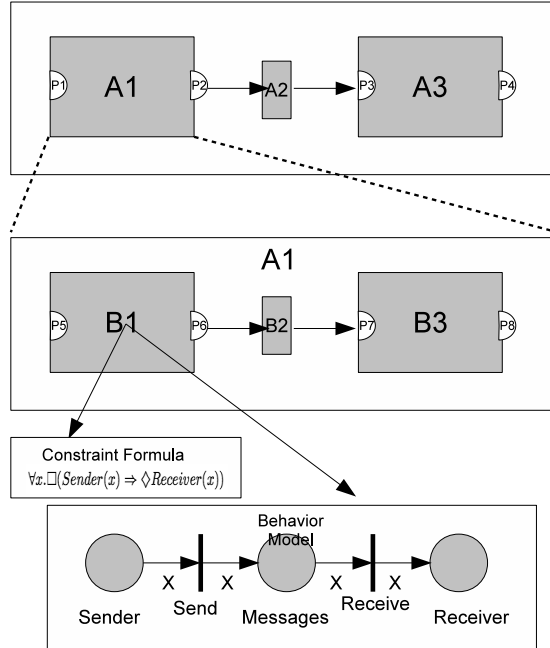 P1 A1 P2 A2 P3 A3 P4
A1
P5 B1 P6 B2 P7 B3 P8
Constraint Formula
∀x.□(Sender(x) ⇒ ◇Receiver(x))
Behavior
Model
X X X X
Sender Send Messages Receive Receiver